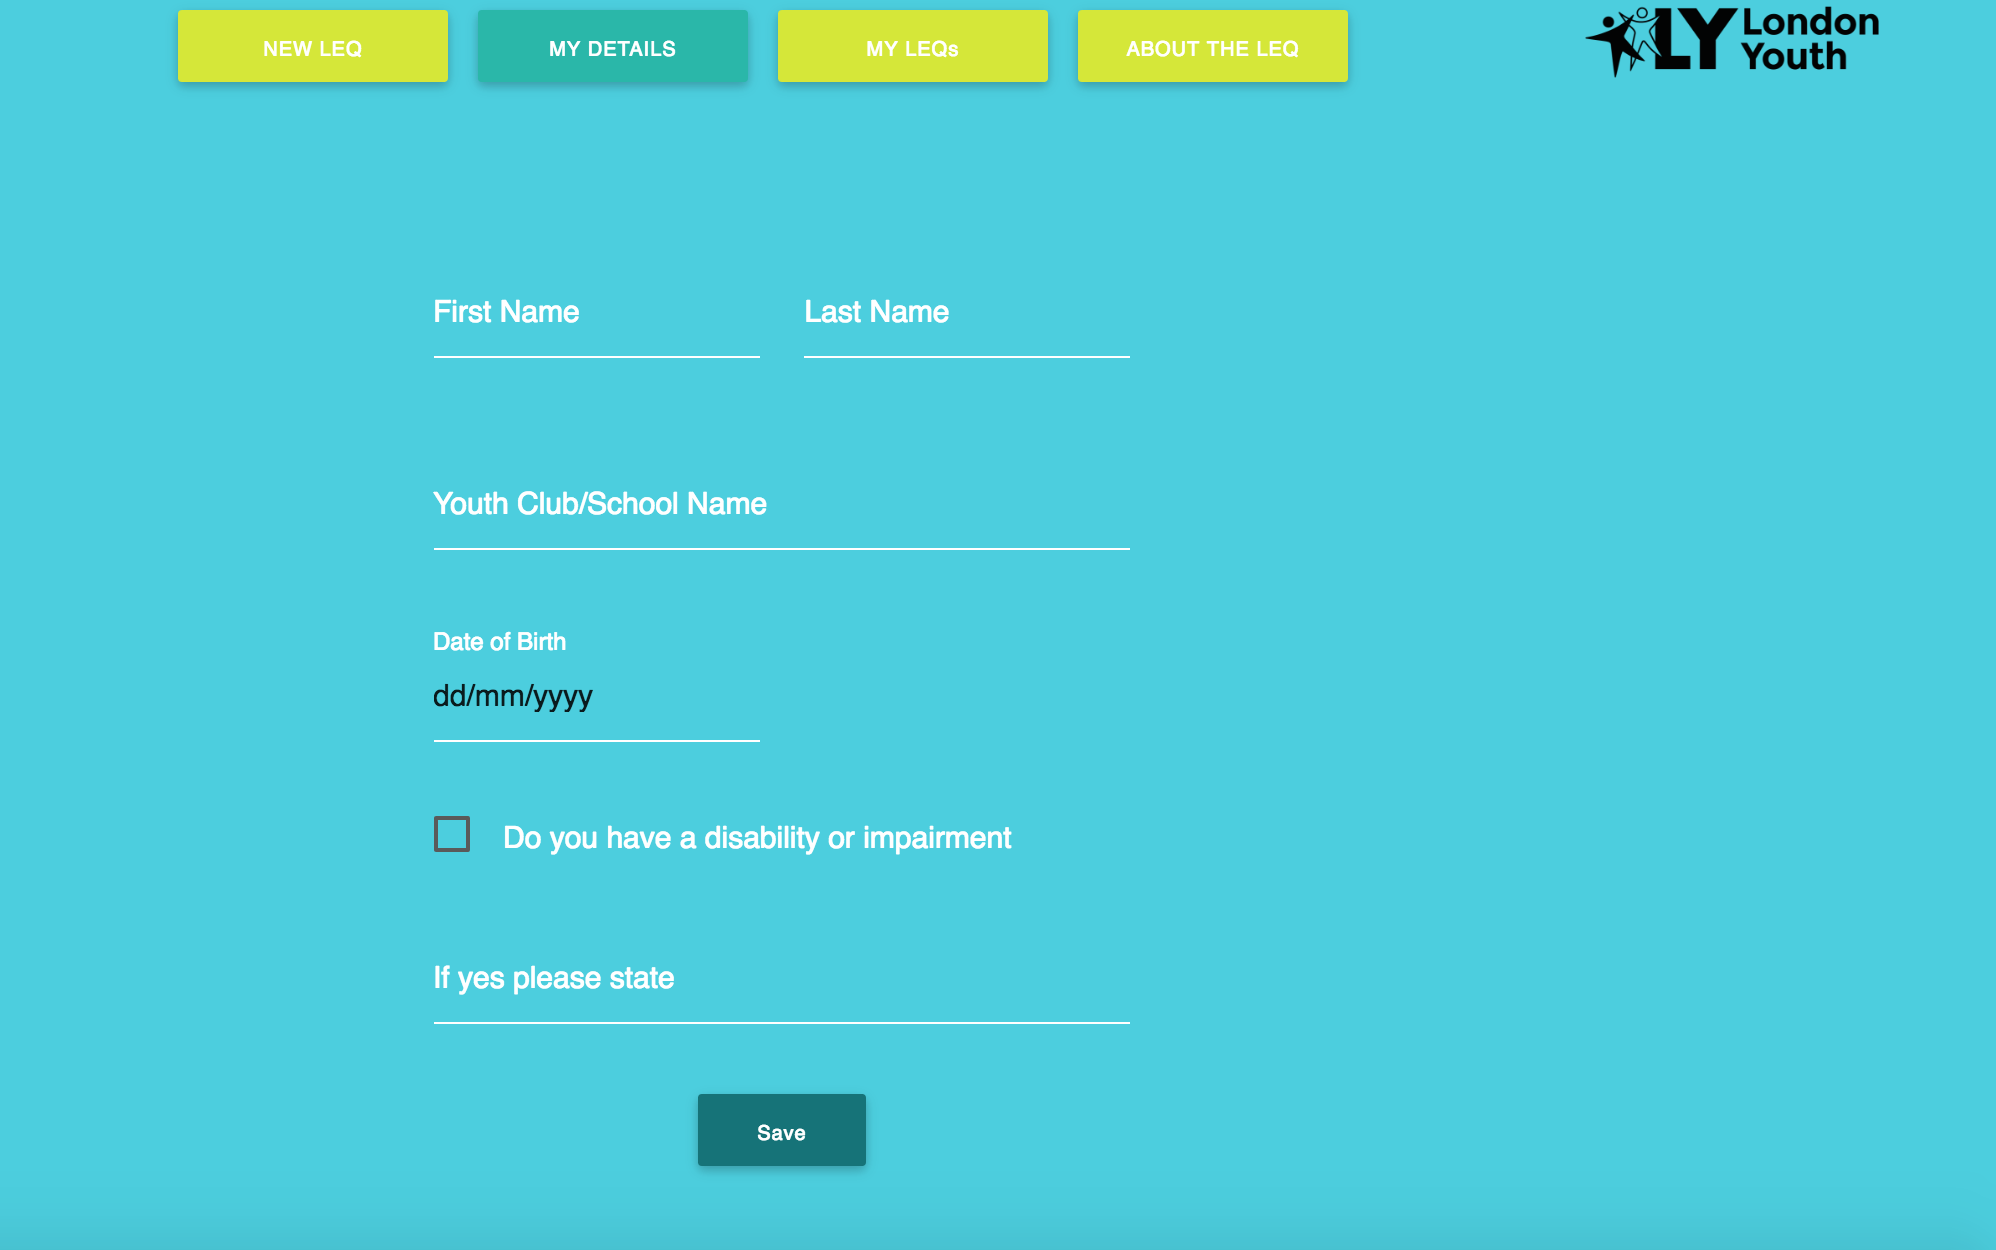 NEW LEQ
MY DETAILS
MY LEQs
ABOUT THE LEQ
LY London
Youth
First Name
Last Name
Youth Club/School Name
Date of Birth
dd/mm/yyyy
Do you have a disability or impairment
If yes please state
Save